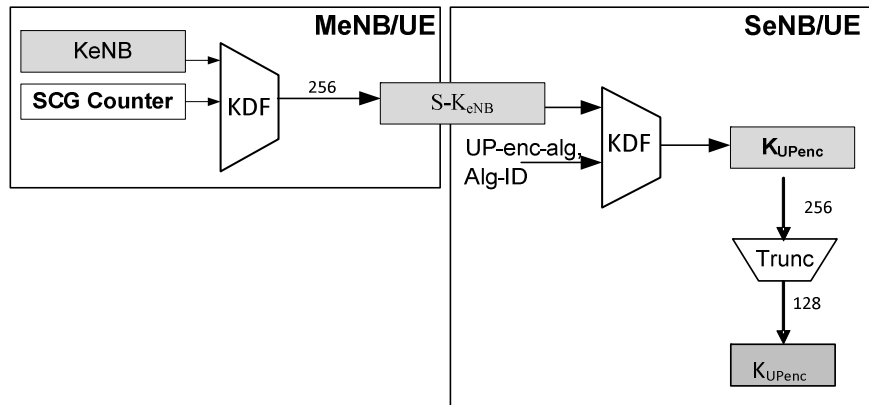 MeNB/UE
KeNB
SCG Counter
KDF
256
S-KeNB
SeNB/UE
UP-enc-alg,
Alg-ID
KDF
KUPenc
256
Trunc
128
KUPenc